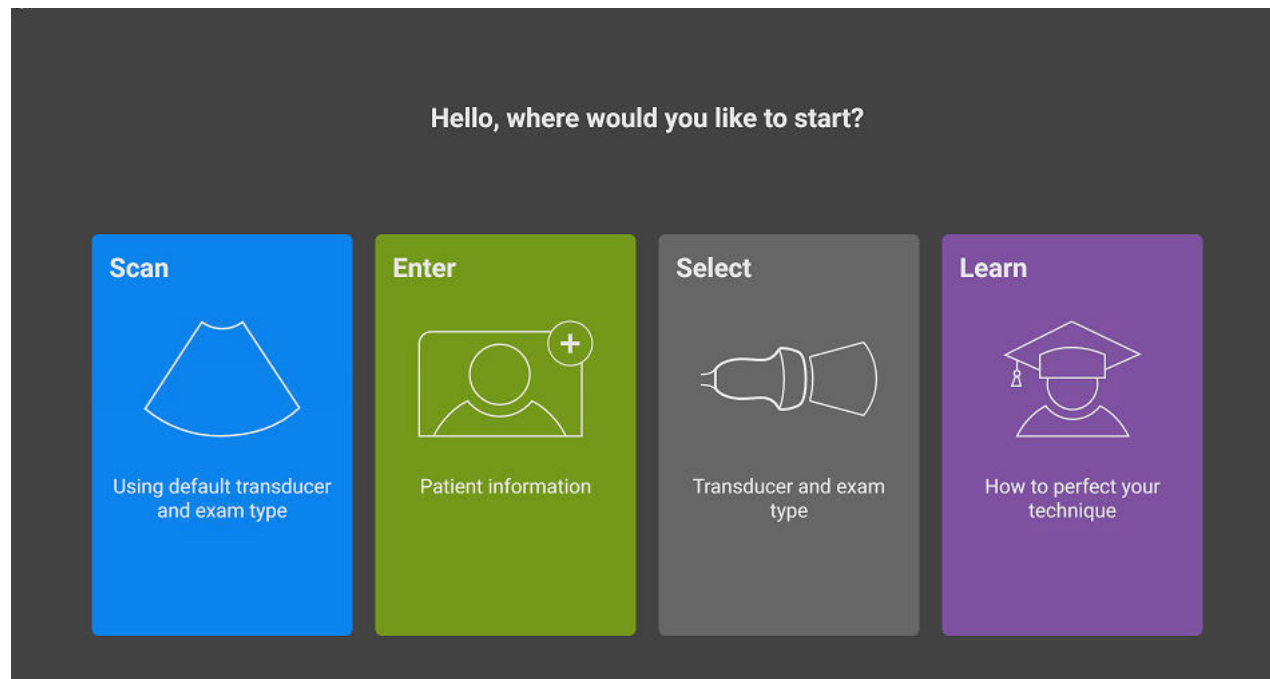 Hello, where would you like to start?
Scan
Using default transducer
and exam type
Enter
Patient information
Select
Transducer and exam
type
Learn
How to perfect your
technique